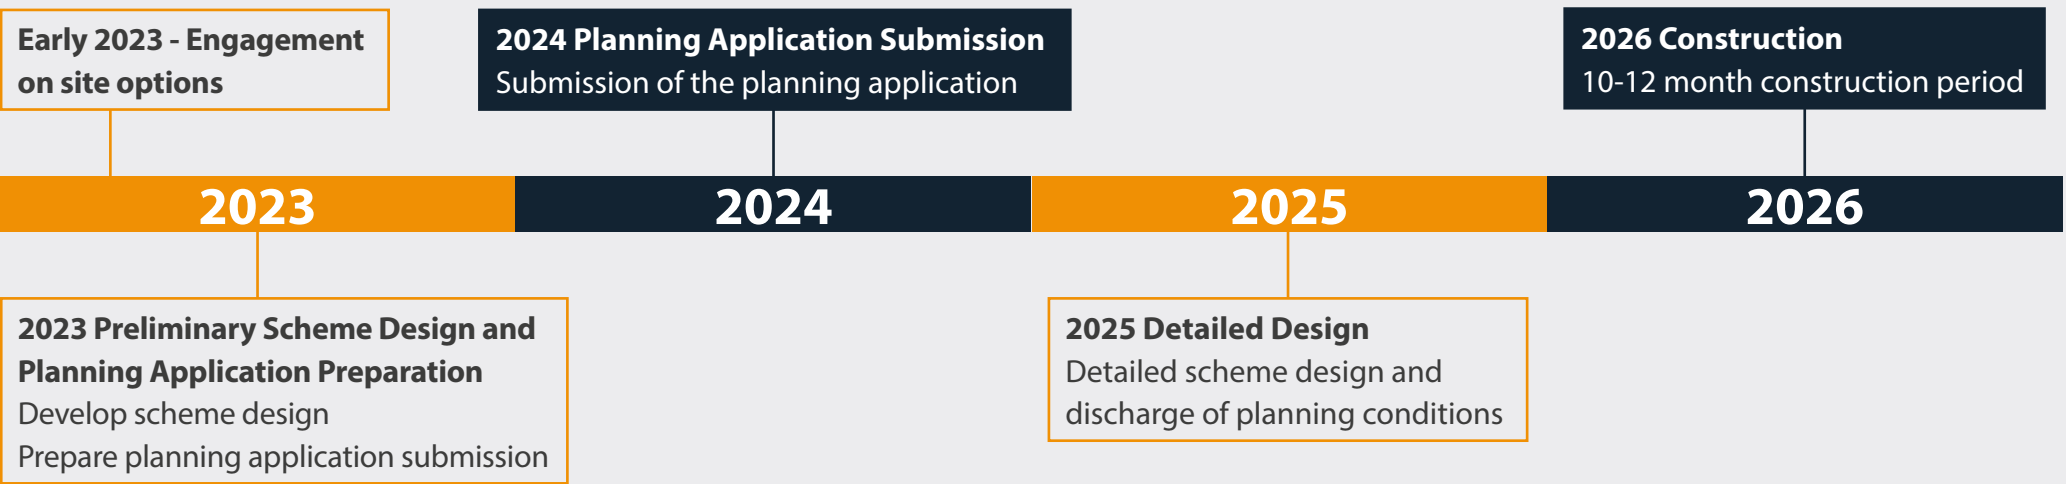 Early 2023 - Engagement
on site options
2024 Planning Application Submission
Submission of the planning application
2026 Construction
10-12 month construction period
2023
2024
2025
2026
2023 Preliminary Scheme Design and
Planning Application Preparation
Develop scheme design
Prepare planning application submission
2025 Detailed Design
Detailed scheme design and
discharge of planning conditions